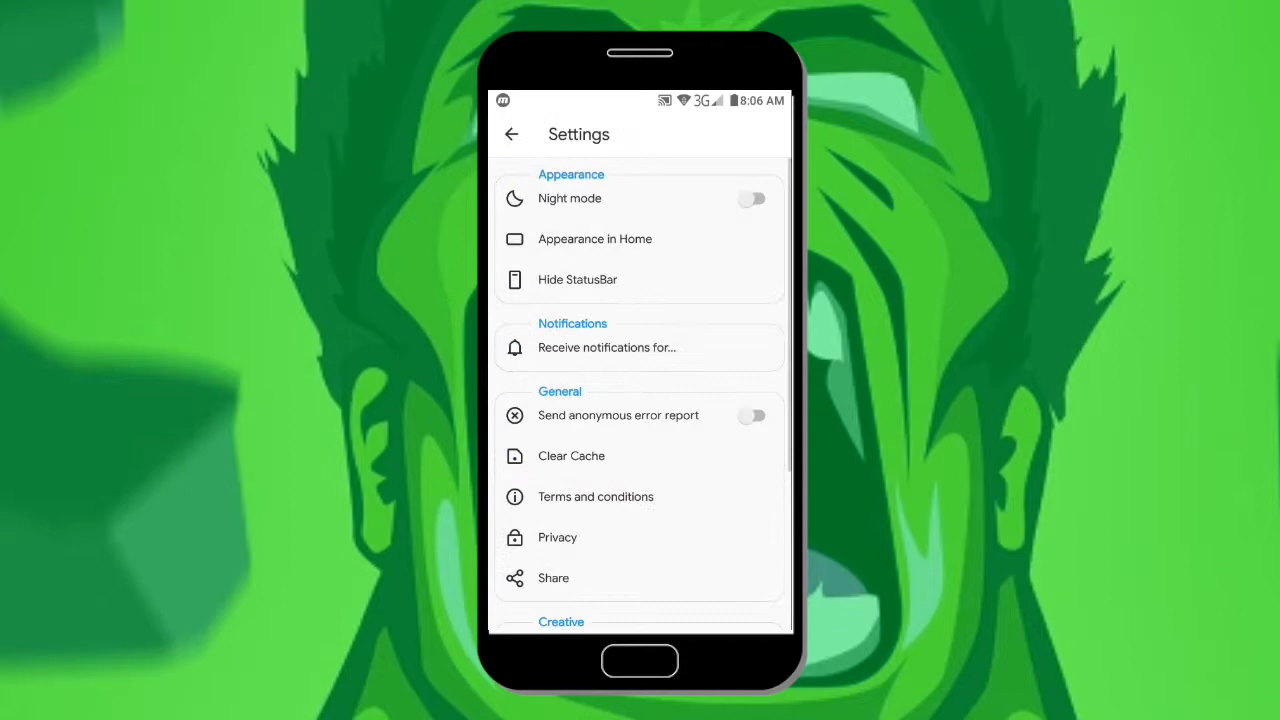 3G 8:06 AM
Settings
Appearance
Night mode
Appearance in Home
Hide StatusBar
Notifications
Receive notifications for...
General
Send anonymous error report
Clear Cache
Terms and conditions
Privacy
Share
Creative